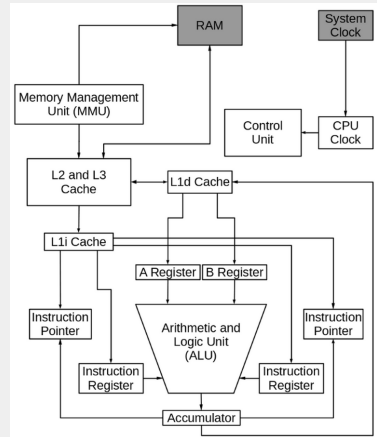 RAM
System
Clock
Memory Management
Unit (MMU)
Control
Unit
CPU
Clock
L2 and L3
Cache
L1d Cache
L1i Cache
A Register
B Register
Instruction
Pointer
Arithmetic and
Logic Unit
(ALU)
Instruction
Pointer
Instruction
Register
Instruction
Register
Accumulator